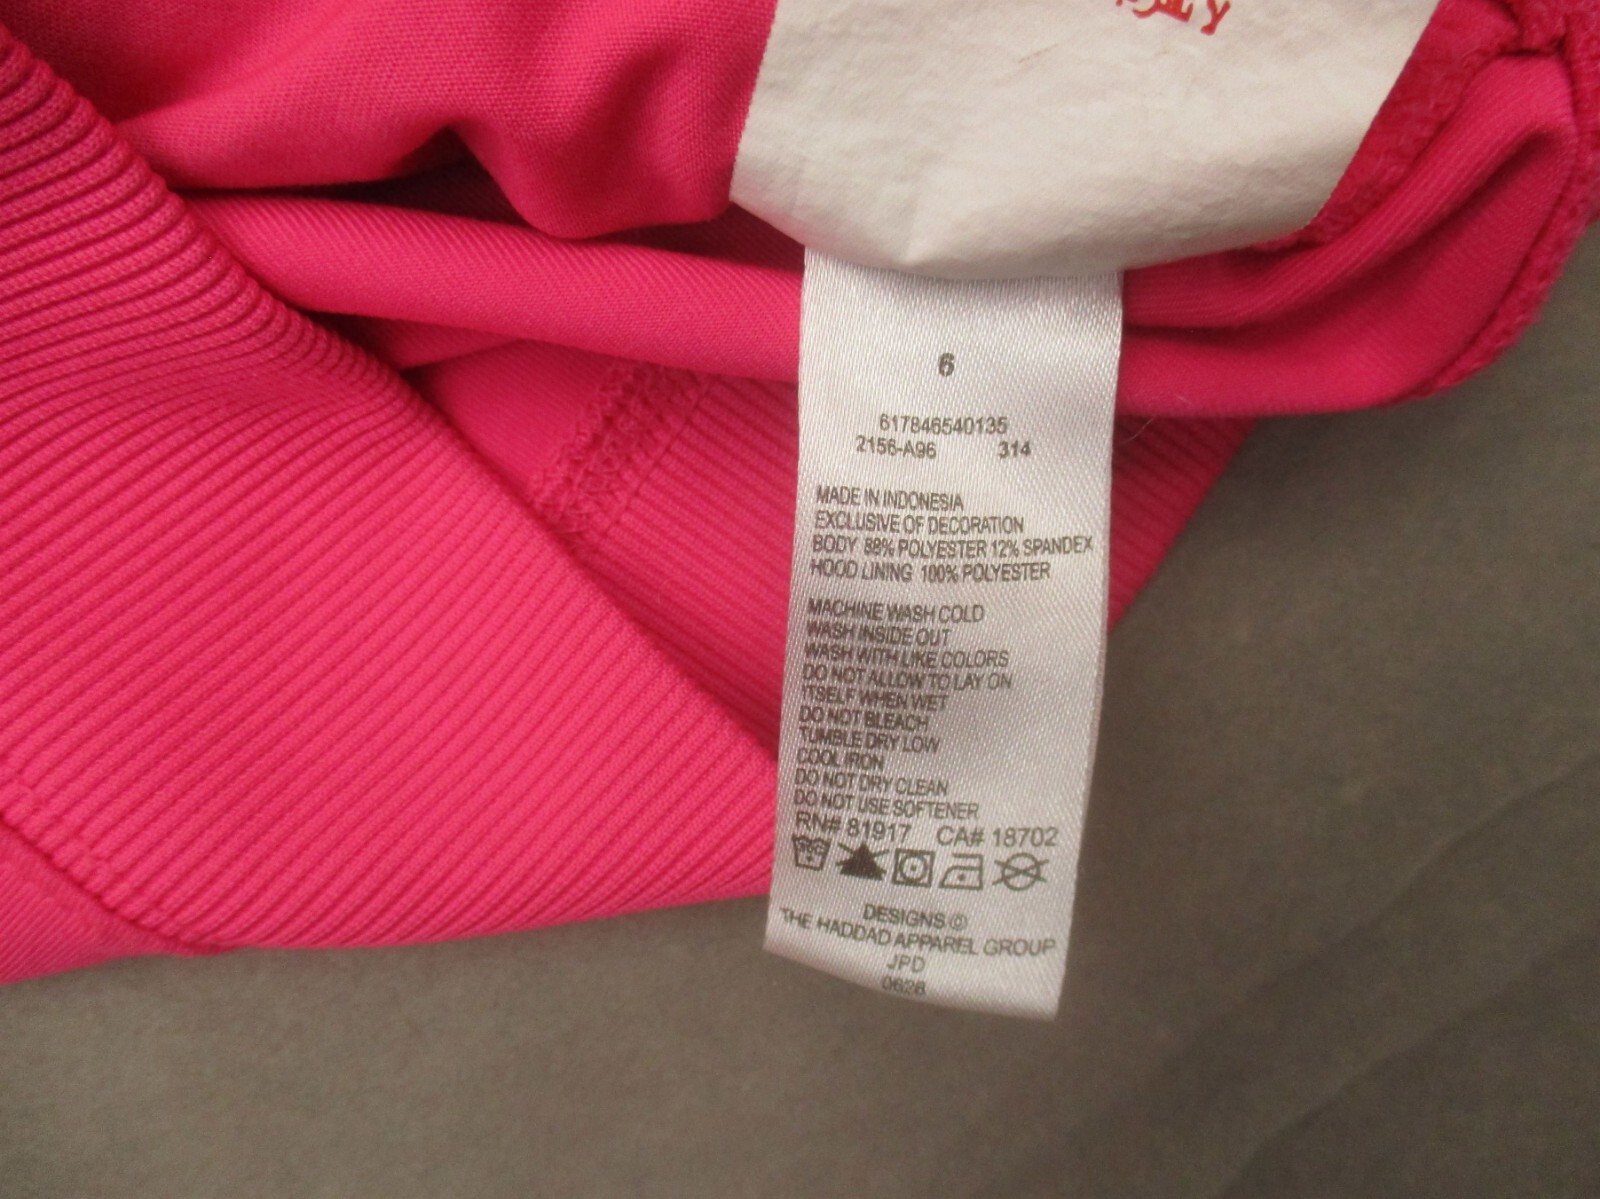 6
617846540135
2156-A96 314
MADE IN INDONESIA
EXCLUSIVE OF DECORATION
BODY 88% POLYESTER 12% SPANDEX
HOOD LINING 100% POLYESTER
MACHINE WASH COLD
WASH INSIDE OUT
WASH WITH LIKE COLORS
DO NOT ALLOW TO LAY ON
ITSELF WHEN WET
DO NOT BLEACH
TUMBLE DRY LOW
COOL IRON
DO NOT DRY CLEAN
DO NOT USE SOFTENER
RN# 81917 CA# 18702
DESIGNS ©
THE HADDAD APPAREL GROUP
JPD
0628